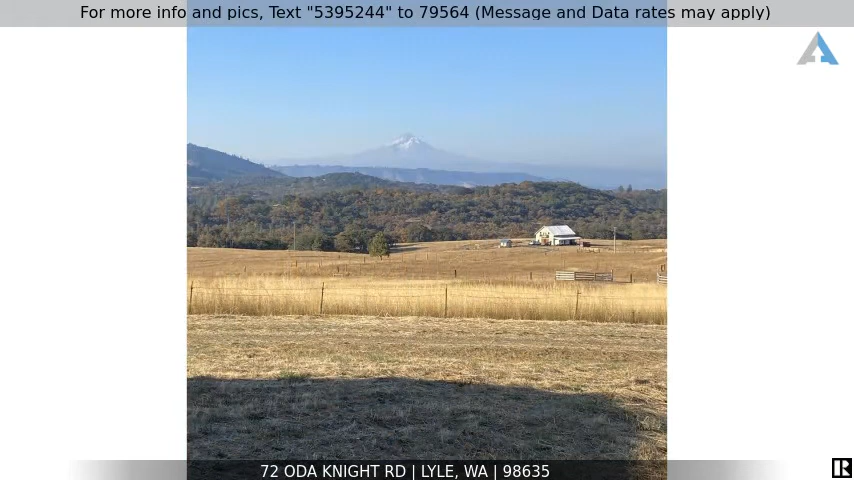 For more info and pics, Text "5395244" to 79564 (Message and Data rates may apply)
72 ODA KNIGHT RD | LYLE, WA | 98635